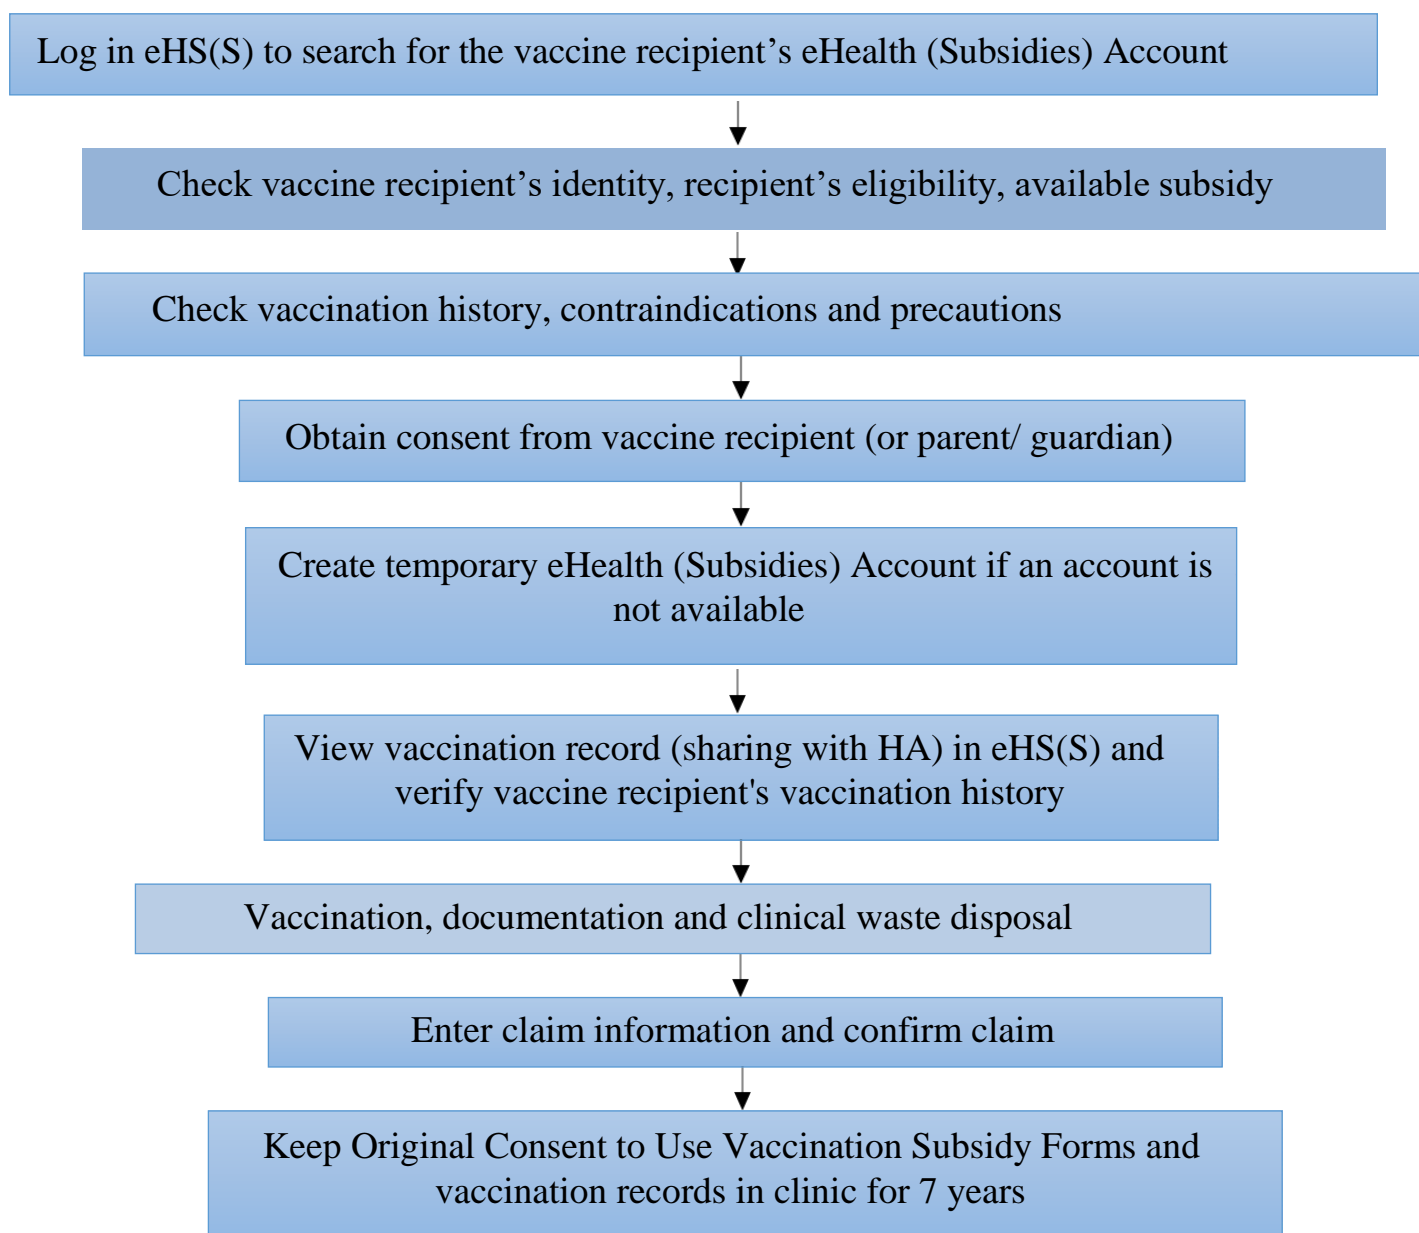 Log in eHS(S) to search for the vaccine recipient’s eHealth (Subsidies) Account
Check vaccine recipient’s identity, recipient’s eligibility, available subsidy
Check vaccination history, contraindications and precautions
Obtain consent from vaccine recipient (or parent/ guardian)
Create temporary eHealth (Subsidies) Account if an account is
not available
View vaccination record (sharing with HA) in eHS(S) and
verify vaccine recipient's vaccination history
Vaccination, documentation and clinical waste disposal
Enter claim information and confirm claim
Keep Original Consent to Use Vaccination Subsidy Forms and
vaccination records in clinic for 7 years